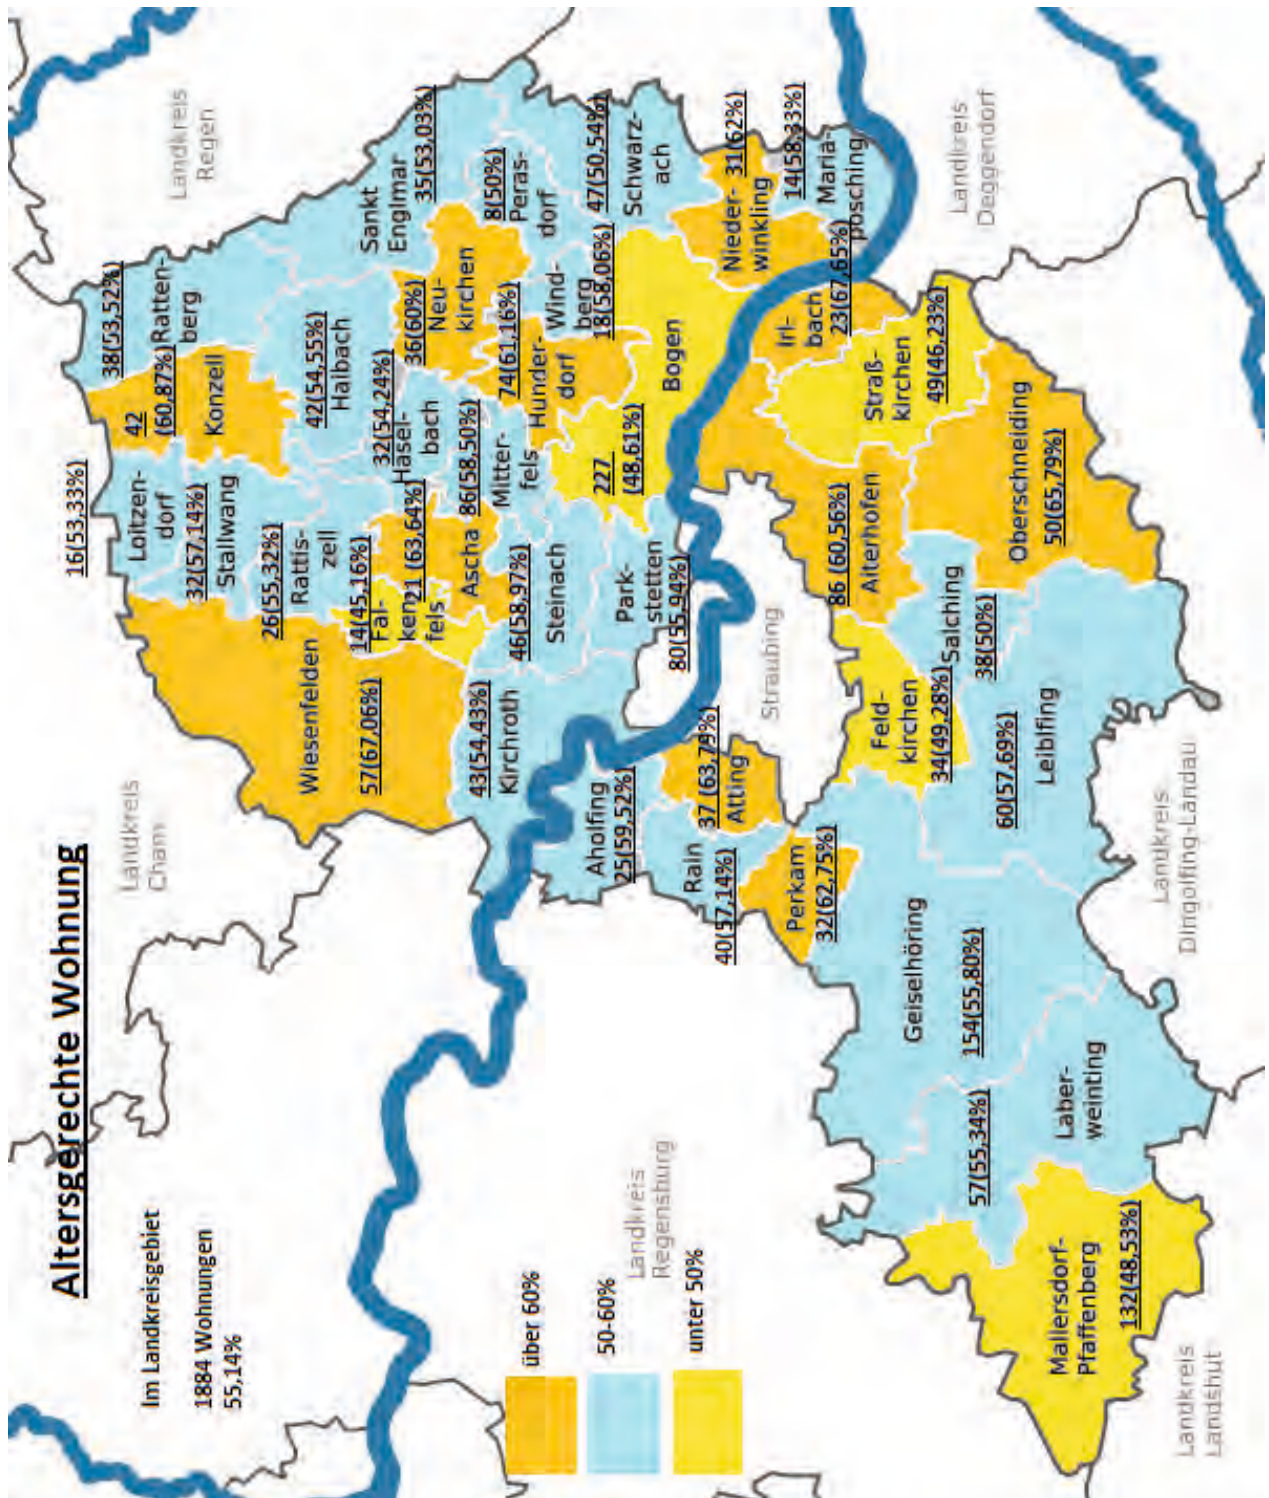 Altersgerechte Wohnung
Im Landkreisgebiet
1884 Wohnungen
55,14%
über 60%
50-60%
unter 50%
Landkreis
Cham
Landkreis
Regen
Landkreis
Deggendorf
Landkreis
Dingolfing-Landau
Landkreis
Landshut
Landkreis
Regensburg
Straubing
16(53,33%)
Loitzen-
dorf
32(57,14%)
Stallwang
42
(60,87%)
Konzell
38(53,52%)
Ratten-
berg
42(54,55%)
Haibach
Sankt
Englmar
35(53,03%)
36(60%)
Neu-
kirchen
8(50%)
Peras-
dorf
47(50,54%)
Schwarz-
ach
31(62%)
Nieder-
winkling
14(58,33%)
Maria-
posching
Wind-
berg
18(58,06%)
74(61,16%)
Hunder-
dorf
32(54,24%)
Hasel-
bach
86(58,50%)
Mitter-
fels
26(55,32%)
Rattis-
zell
14(45,16%)
Fal-
ken-
fels
21 (63,64%)
Ascha
Wiesenfelden
57(67,06%)
43(54,43%)
Kirchroth
46(58,97%)
Steinach
Park-
stetten
80(55,94%)
227
(48,61%)
Bogen
Irl-
bach
23(67,65%)
Straß-
kirchen
49(46,23%)
86 (60,56%)
Aiterhofen
Oberschneiding
50(65,79%)
Salching
38(50%)
Feld-
kirchen
34(49,28%)
60(57,69%)
Leiblfing
Aholfing
25(59,52%)
37 (63,79%)
Atting
Rain
40(57,14%)
Perkam
32(62,75%)
Geiselhöring
154(55,80%)
57(55,34%)
Laber-
weinting
Mallersdorf-
Pfaffenberg
132(48,53%)